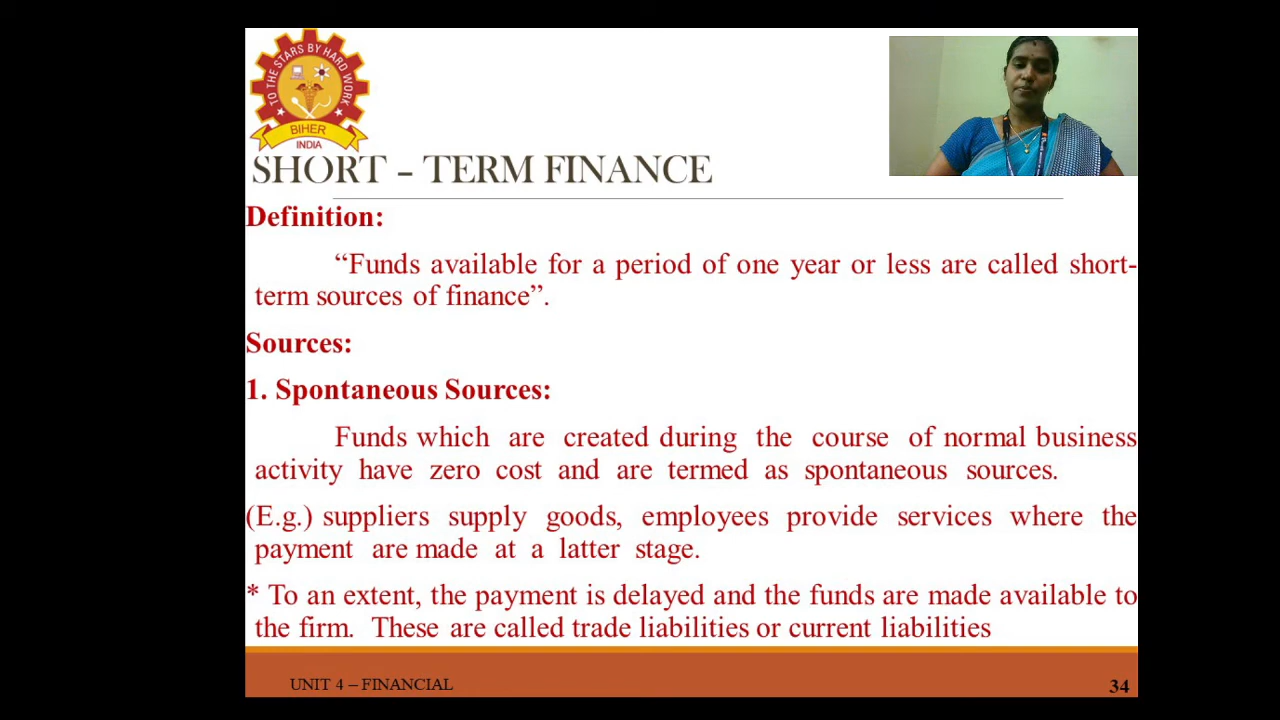 TO THE STARS BY HARD WORK
BIHER
INDIA
SHORT – TERM FINANCE
Definition:
“Funds available for a period of one year or less are called short-
term sources of finance”.
Sources:
1. Spontaneous Sources:
Funds which are created during the course of normal business
activity have zero cost and are termed as spontaneous sources.
(E.g.) suppliers supply goods, employees provide services where the
payment are made at a latter stage.
* To an extent, the payment is delayed and the funds are made available to
the firm. These are called trade liabilities or current liabilities
UNIT 4 – FINANCIAL
34